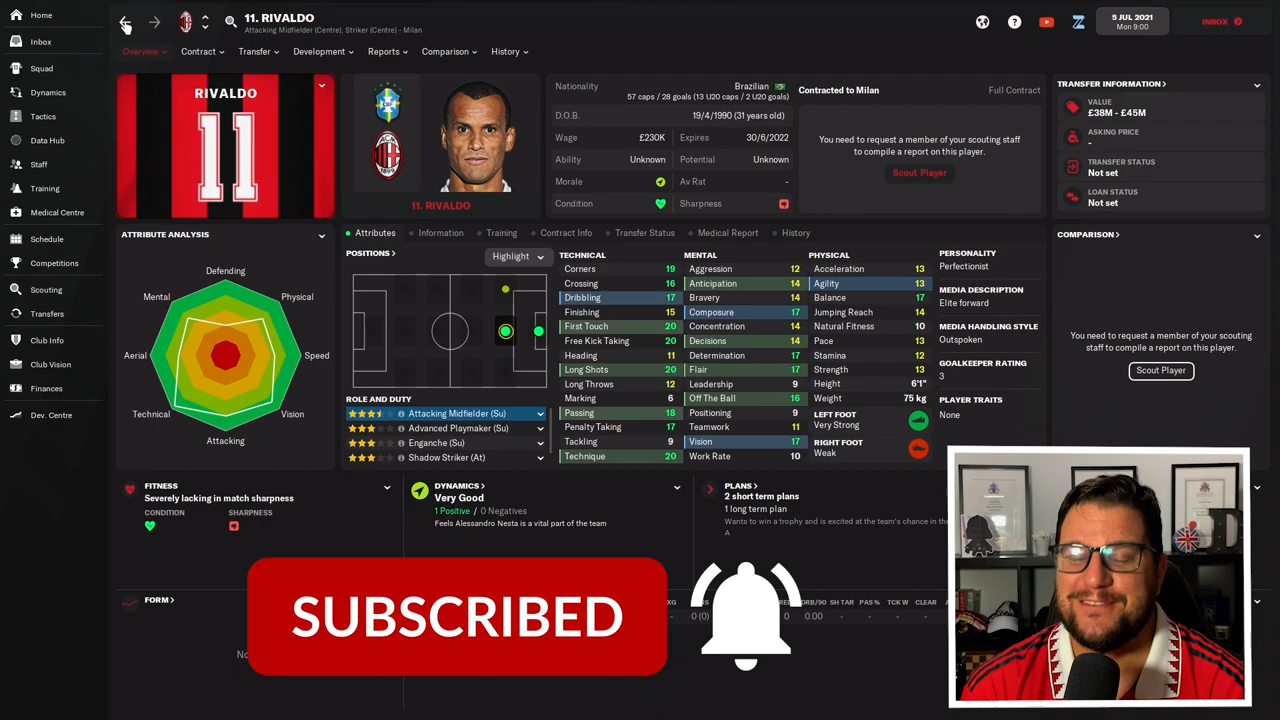 Home
Inbox
Squad
Dynamics
Tactics
Data Hub
Staff
Training
Medical Centre
Schedule
Competitions
Scouting
Transfers
Club Info
Club Vision
Finances
Dev. Centre
11. RIVALDO
Attacking Midfielder (Centre), Striker (Centre) - Milan
5 JUL 2021
Mon 9:00
INBOX
Overview
Contract
Transfer
Development
Reports
Comparison
History
RIVALDO
11
CBF
ACM
1899
11. RIVALDO
Nationality Brazilian
57 caps / 28 goals (13 U20 caps / 2 U20 goals)
D.O.B. 19/4/1990 (31 years old)
Wage £230K Expires 30/6/2022
Ability Unknown Potential Unknown
Morale Av Rat -
Condition Sharpness
Contracted to Milan Full Contract
You need to request a member of your scouting staff
to compile a report on this player.
Scout Player
TRANSFER INFORMATION
VALUE
£38M - £45M
ASKING PRICE
-
TRANSFER STATUS
Not set
LOAN STATUS
Not set
ATTRIBUTE ANALYSIS
Defending
Mental Physical
Aerial Speed
Technical Vision
Attacking
Attributes
Information
Training
Contract Info
Transfer Status
Medical Report
History
POSITIONS
Highlight
ROLE AND DUTY
Attacking Midfielder (Su)
Advanced Playmaker (Su)
Enganche (Su)
Shadow Striker (At)
TECHNICAL
Corners 19
Crossing 16
Dribbling 17
Finishing 15
First Touch 20
Free Kick Taking 20
Heading 11
Long Shots 20
Long Throws 12
Marking 6
Passing 18
Penalty Taking 17
Tackling 9
Technique 20
MENTAL
Aggression 12
Anticipation 14
Bravery 14
Composure 17
Concentration 14
Decisions 14
Determination 17
Flair 17
Leadership 9
Off The Ball 16
Positioning 9
Teamwork 11
Vision 17
Work Rate 10
PHYSICAL
Acceleration 13
Agility 13
Balance 17
Jumping Reach 14
Natural Fitness 10
Pace 13
Stamina 12
Strength 13
Height 6'1"
Weight 75 kg
LEFT FOOT
Very Strong
RIGHT FOOT
Weak
PERSONALITY
Perfectionist
MEDIA DESCRIPTION
Elite forward
MEDIA HANDLING STYLE
Outspoken
GOALKEEPER RATING
3
PLAYER TRAITS
None
COMPARISON
You need to request a member of your scouting
staff to compile a report on this player.
Scout Player
FITNESS
Severely lacking in match sharpness
CONDITION SHARPNESS
DYNAMICS
Very Good
1 Positive / 0 Negatives
Feels Alessandro Nesta is a vital part of the team
PLANS
2 short term plans
1 long term plan
Wants to win a trophy and is excited at the team's chance in the
A
FORM
DRB/90 SH TAR PAS % TCK W CLEAR
0 (0) 0.00 - - - -
SUBSCRIBED